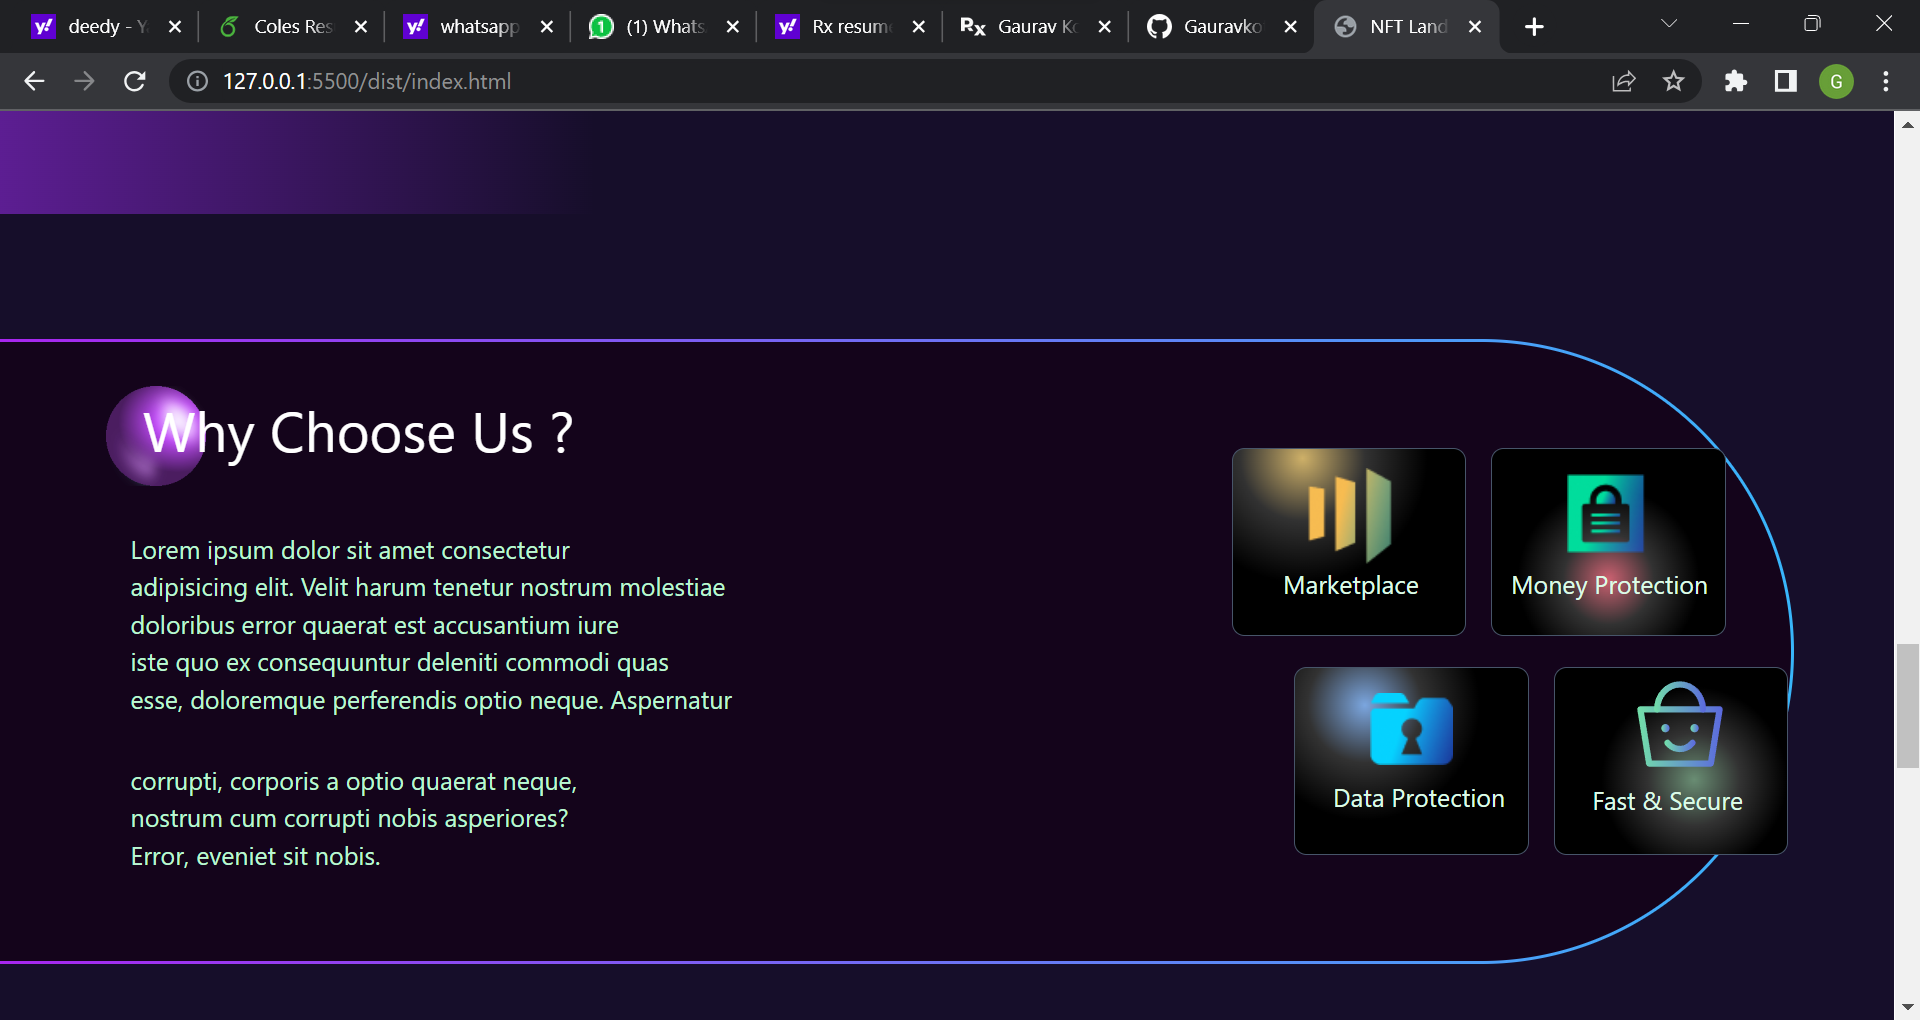 deedy -
Coles Res
whatsapp
(1) Whats
Rx resum
Gaurav K
Gauravko
NFT Land
127.0.0.1:5500/dist/index.html
G
Why Choose Us ?
Lorem ipsum dolor sit amet consectetur
adipisicing elit. Velit harum tenetur nostrum molestiae
doloribus error quaerat est accusantium iure
iste quo ex consequuntur deleniti commodi quas
esse, doloremque perferendis optio neque. Aspernatur
corrupti, corporis a optio quaerat neque,
nostrum cum corrupti nobis asperiores?
Error, eveniet sit nobis.
Marketplace
Money Protection
Data Protection
Fast & Secure